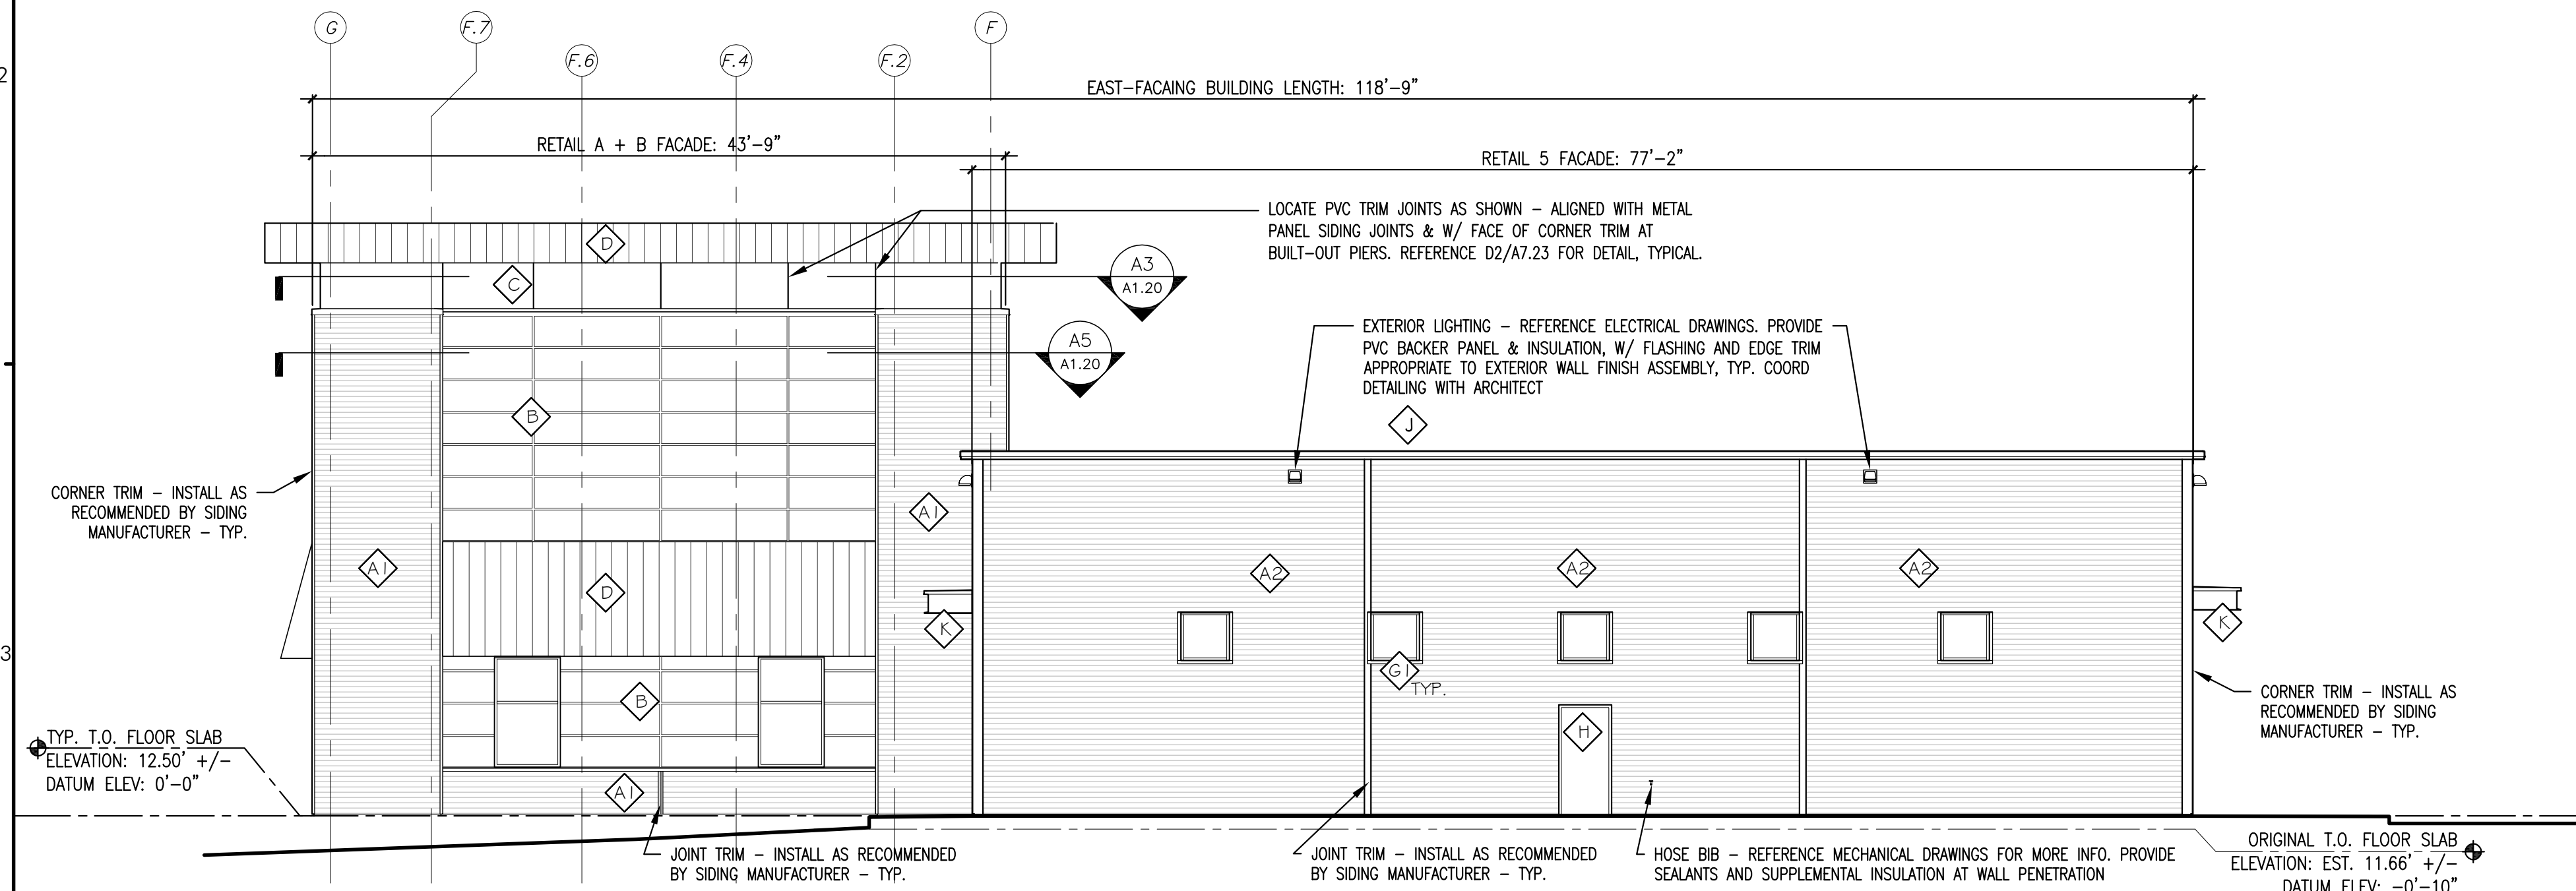 2
G
F.7
F.6
F.4
F.2
F
EAST-FACAING BUILDING LENGTH: 118'-9"
RETAIL A + B FACADE: 43'-9"
RETAIL 5 FACADE: 77'-2"
LOCATE PVC TRIM JOINTS AS SHOWN - ALIGNED WITH METAL
PANEL SIDING JOINTS & W/ FACE OF CORNER TRIM AT
BUILT-OUT PIERS. REFERENCE D2/A7.23 FOR DETAIL, TYPICAL.
D
C
A3
A1.20
A5
A1.20
EXTERIOR LIGHTING - REFERENCE ELECTRICAL DRAWINGS. PROVIDE
PVC BACKER PANEL & INSULATION, W/ FLASHING AND EDGE TRIM
APPROPRIATE TO EXTERIOR WALL FINISH ASSEMBLY, TYP. COORD
DETAILING WITH ARCHITECT
B
J
CORNER TRIM - INSTALL AS
RECOMMENDED BY SIDING
MANUFACTURER - TYP.
A1
A1
D
A2
A2
A2
K
K
3
B
G1
TYP.
H
CORNER TRIM - INSTALL AS
RECOMMENDED BY SIDING
MANUFACTURER - TYP.
TYP. T.O. FLOOR SLAB
ELEVATION: 12.50' +/-
DATUM ELEV: 0'-0"
A1
JOINT TRIM - INSTALL AS RECOMMENDED
BY SIDING MANUFACTURER - TYP.
JOINT TRIM - INSTALL AS RECOMMENDED
BY SIDING MANUFACTURER - TYP.
HOSE BIB - REFERENCE MECHANICAL DRAWINGS FOR MORE INFO. PROVIDE
SEALANTS AND SUPPLEMENTAL INSULATION AT WALL PENETRATION
ORIGINAL T.O. FLOOR SLAB
ELEVATION: EST. 11.66' +/-
DATUM ELEV: -0'-10"